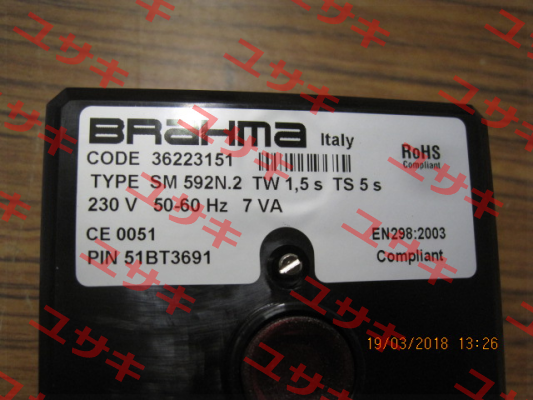 BRAHMA Italy
RoHS
Compliant
CODE 36223151
TYPE SM 592N.2 TW 1,5 s TS 5 s
230 V 50-60 Hz 7 VA
CE 0051
EN298:2003
PIN 51BT3691
Compliant
19/03/2018 13:26
ユサキ